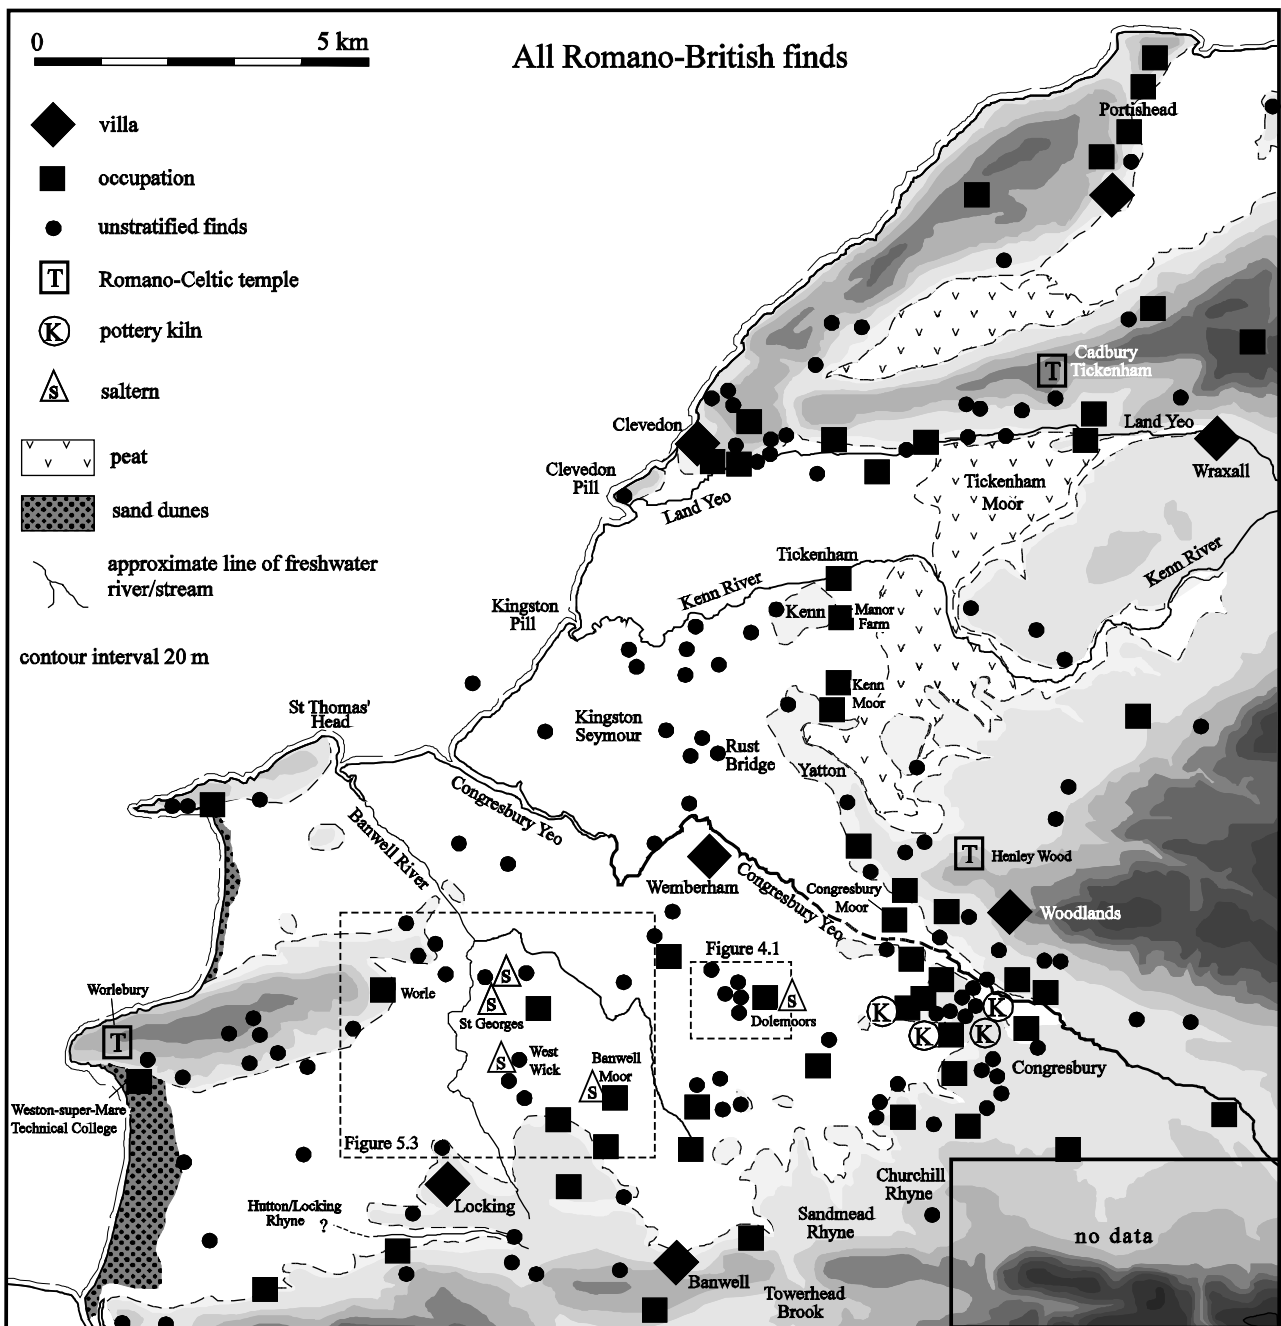 0
5 km
All Romano-British finds
villa
occupation
unstratified finds
T
Romano-Celtic temple
K
pottery kiln
S
saltern
peat
sand dunes
approximate line of freshwater
river/stream
contour interval 20 m
Portishead
T
Cadbury
Tickenham
Clevedon
Land Yeo
Wraxall
Clevedon
Pill
Land Yeo
Tickenham
Moor
Tickenham
Kenn River
Kenn River
Kingston
Pill
Kenn
Manor
Farm
Kenn
Moor
St Thomas'
Head
Kingston
Seymour
Rust
Bridge
Yatton
Congresbury Yeo
Banwell River
T
Henley Wood
Wemberham
Congresbury Yeo
Congresbury
Moor
Woodlands
Figure 4.1
S
Dolemoors
Worlebury
T
Worle
S
S
St Georges
K
K
K
K
Congresbury
S
West
Wick
Banwell
Moor
S
Weston-super-Mare
Technical College
Figure 5.3
Locking
Hutton/Locking
Rhyne
?
Churchill
Rhyne
Sandmead
Rhyne
no data
Banwell
Towerhead
Brook